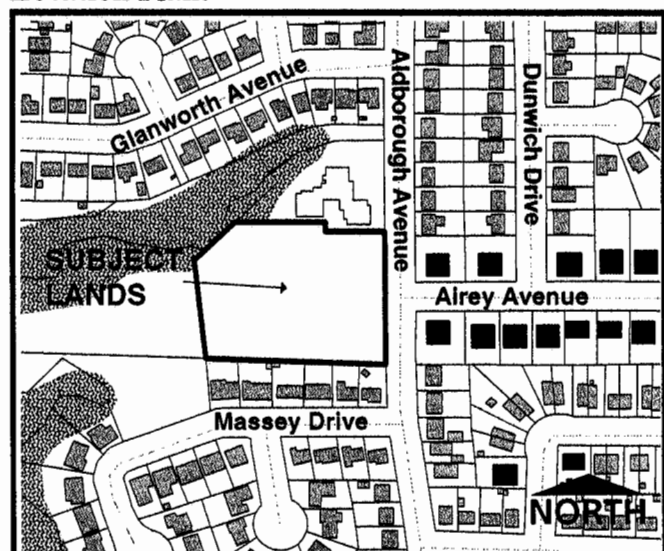 Glanworth Avenue
Aldborough Avenue
Dunwich Drive
SUBJECT
LANDS
Airey Avenue
Massey Drive
NORTH